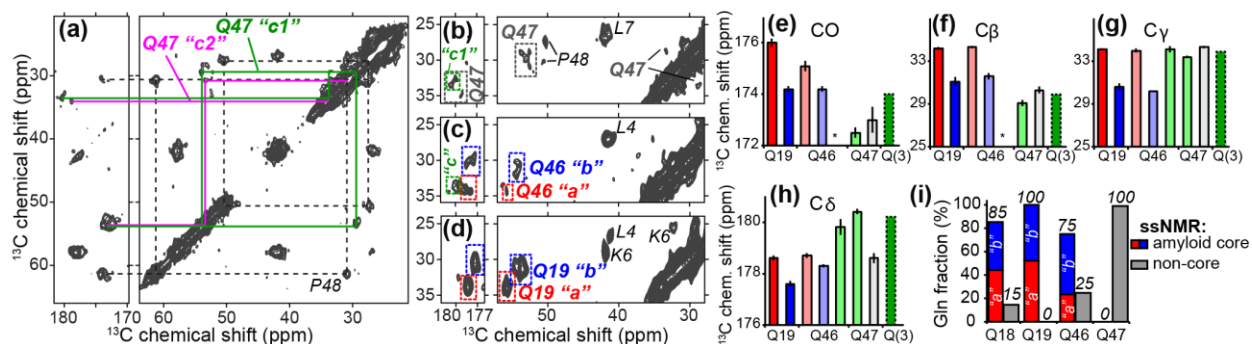 (a)
Q47 "c1"
Q47 "c2"
P48
¹³C chemical shift (ppm)
30
40
50
60
180 174
60 50 40 30
¹³C chemical shift (ppm)
(b)
"c1"
Q47
Q47
L7
P48
Q47
25
30
35
(c)
"c"
L4
Q46 "b"
Q46 "a"
25
30
35
(d)
L4
K6
K6
Q19 "b"
Q19 "a"
25
30
35
180 177
50 40 30
¹³C chemical shift (ppm)
(e) CO
¹³C chem. shift (ppm)
176
174
172
*
Q19 Q46 Q47 Q(3)
(f) Cβ
34
31
28
25
*
Q19 Q46 Q47 Q(3)
(g) Cγ
37
33
29
25
Q19 Q46 Q47 Q(3)
(h) Cδ
¹³C chem. shift (ppm)
180
178
176
Q19 Q46 Q47 Q(3)
(i)
Gln fraction (%)
100
80
60
40
20
0
85 100 75 100
"b" "b" "b"
"a" "a" "a"
15 0 25 0
Q18 Q19 Q46 Q47
ssNMR:
amyloid core
non-core